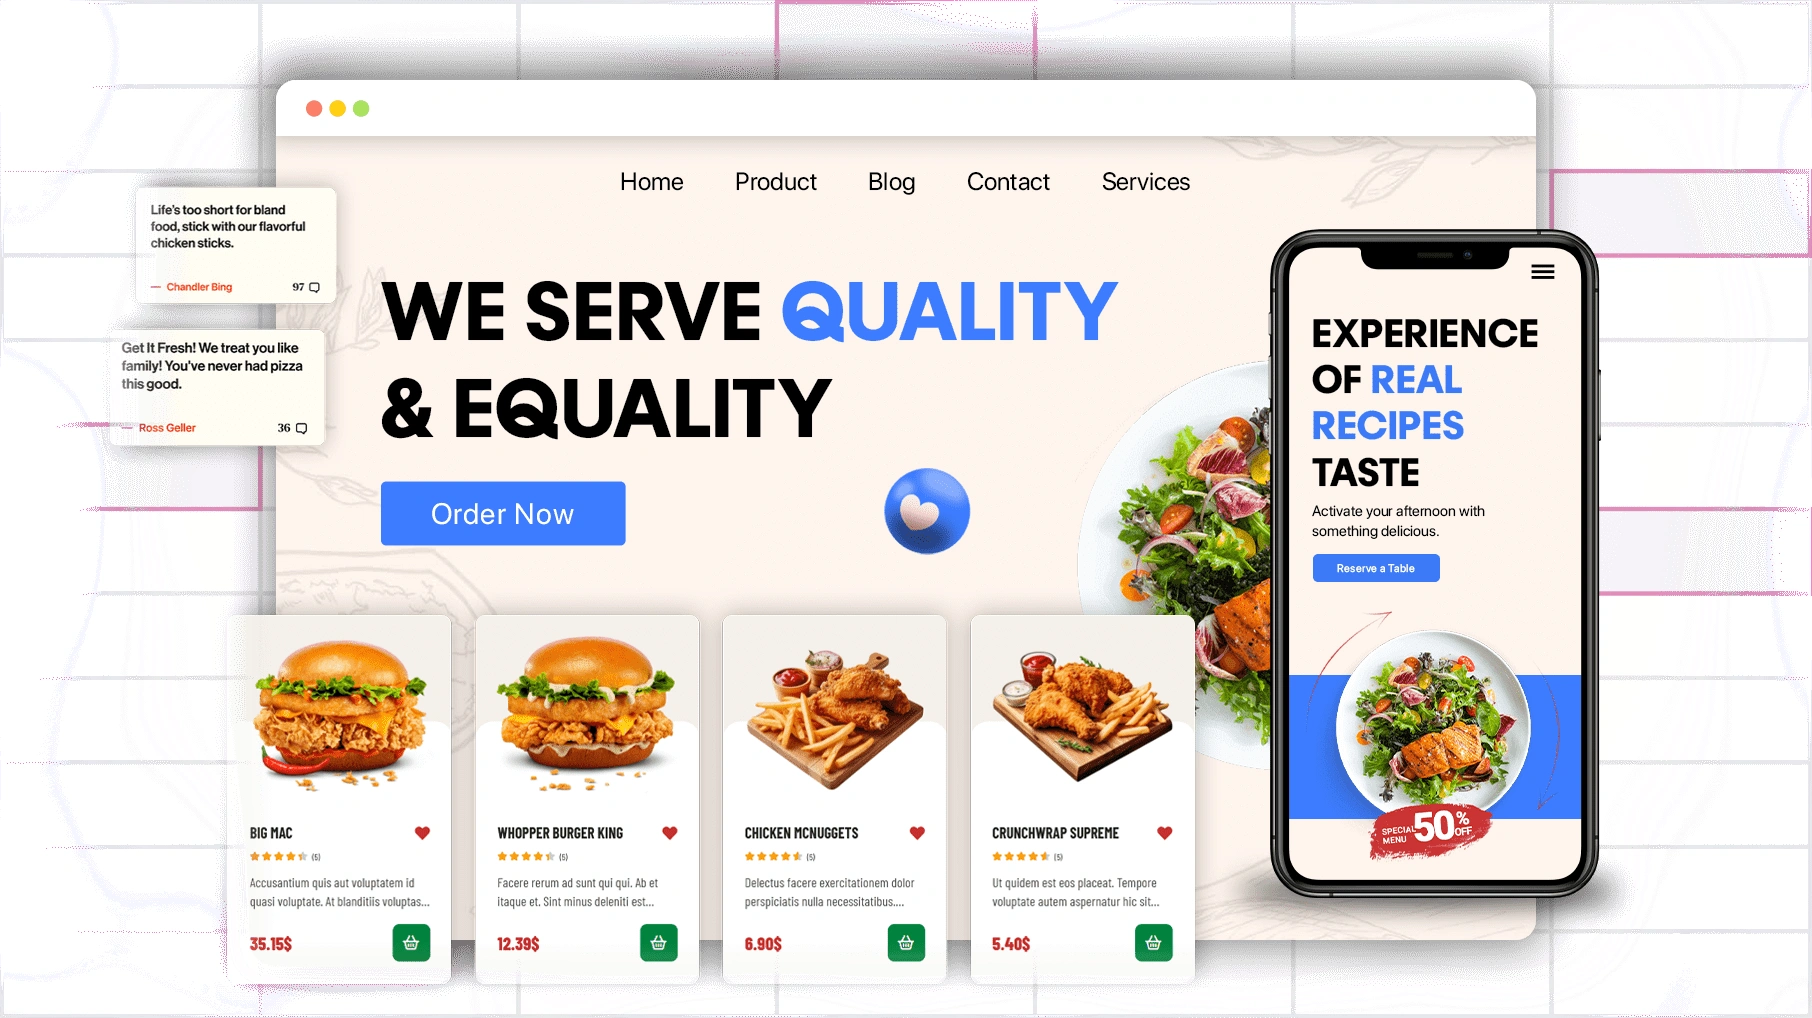 Home Product Blog Contact Services
Life's too short for bland
food, stick with our flavorful
chicken sticks.
— Chandler Bing 97
Get It Fresh! We treat you like
family! You've never had pizza
this good.
— Ross Geller 36
WE SERVE QUALITY
& EQUALITY
Order Now
EXPERIENCE
OF REAL
RECIPES
TASTE
Activate your afternoon with
something delicious.
Reserve a Table
SPECIAL
MENU
50%
OFF
BIG MAC
(5)
Accusantium quis aut voluptatem id
quasi voluptate. At blanditiis voluptas...
35.15$
WHOPPER BURGER KING
(5)
Facere rerum ad sunt qui qui. Ab et
itaque et. Sint minus deleniti est...
12.39$
CHICKEN MCNUGGETS
(5)
Delectus facere exercitationem dolor
perspiciatis nulla necessitatibus....
6.90$
CRUNCHWRAP SUPREME
(5)
Ut quidem est eos placeat. Tempore
voluptate autem aspernatur hic sit...
5.40$